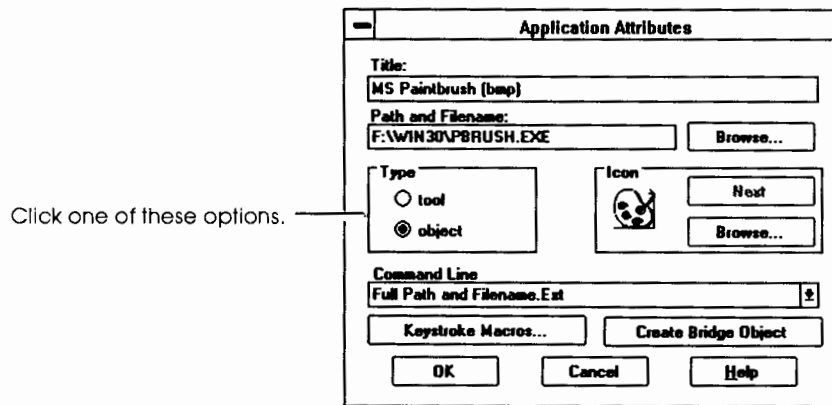 Application Attributes
Title:
MS Paintbrush (bmp)
Path and Filename:
F:\WIN30\PBRUSH.EXE
Browse...
Type
tool
object
Icon
Next
Browse...
Click one of these options.
Command Line
Full Path and Filename.Ext
Keystroke Macros...
Create Bridge Object
OK
Cancel
Help